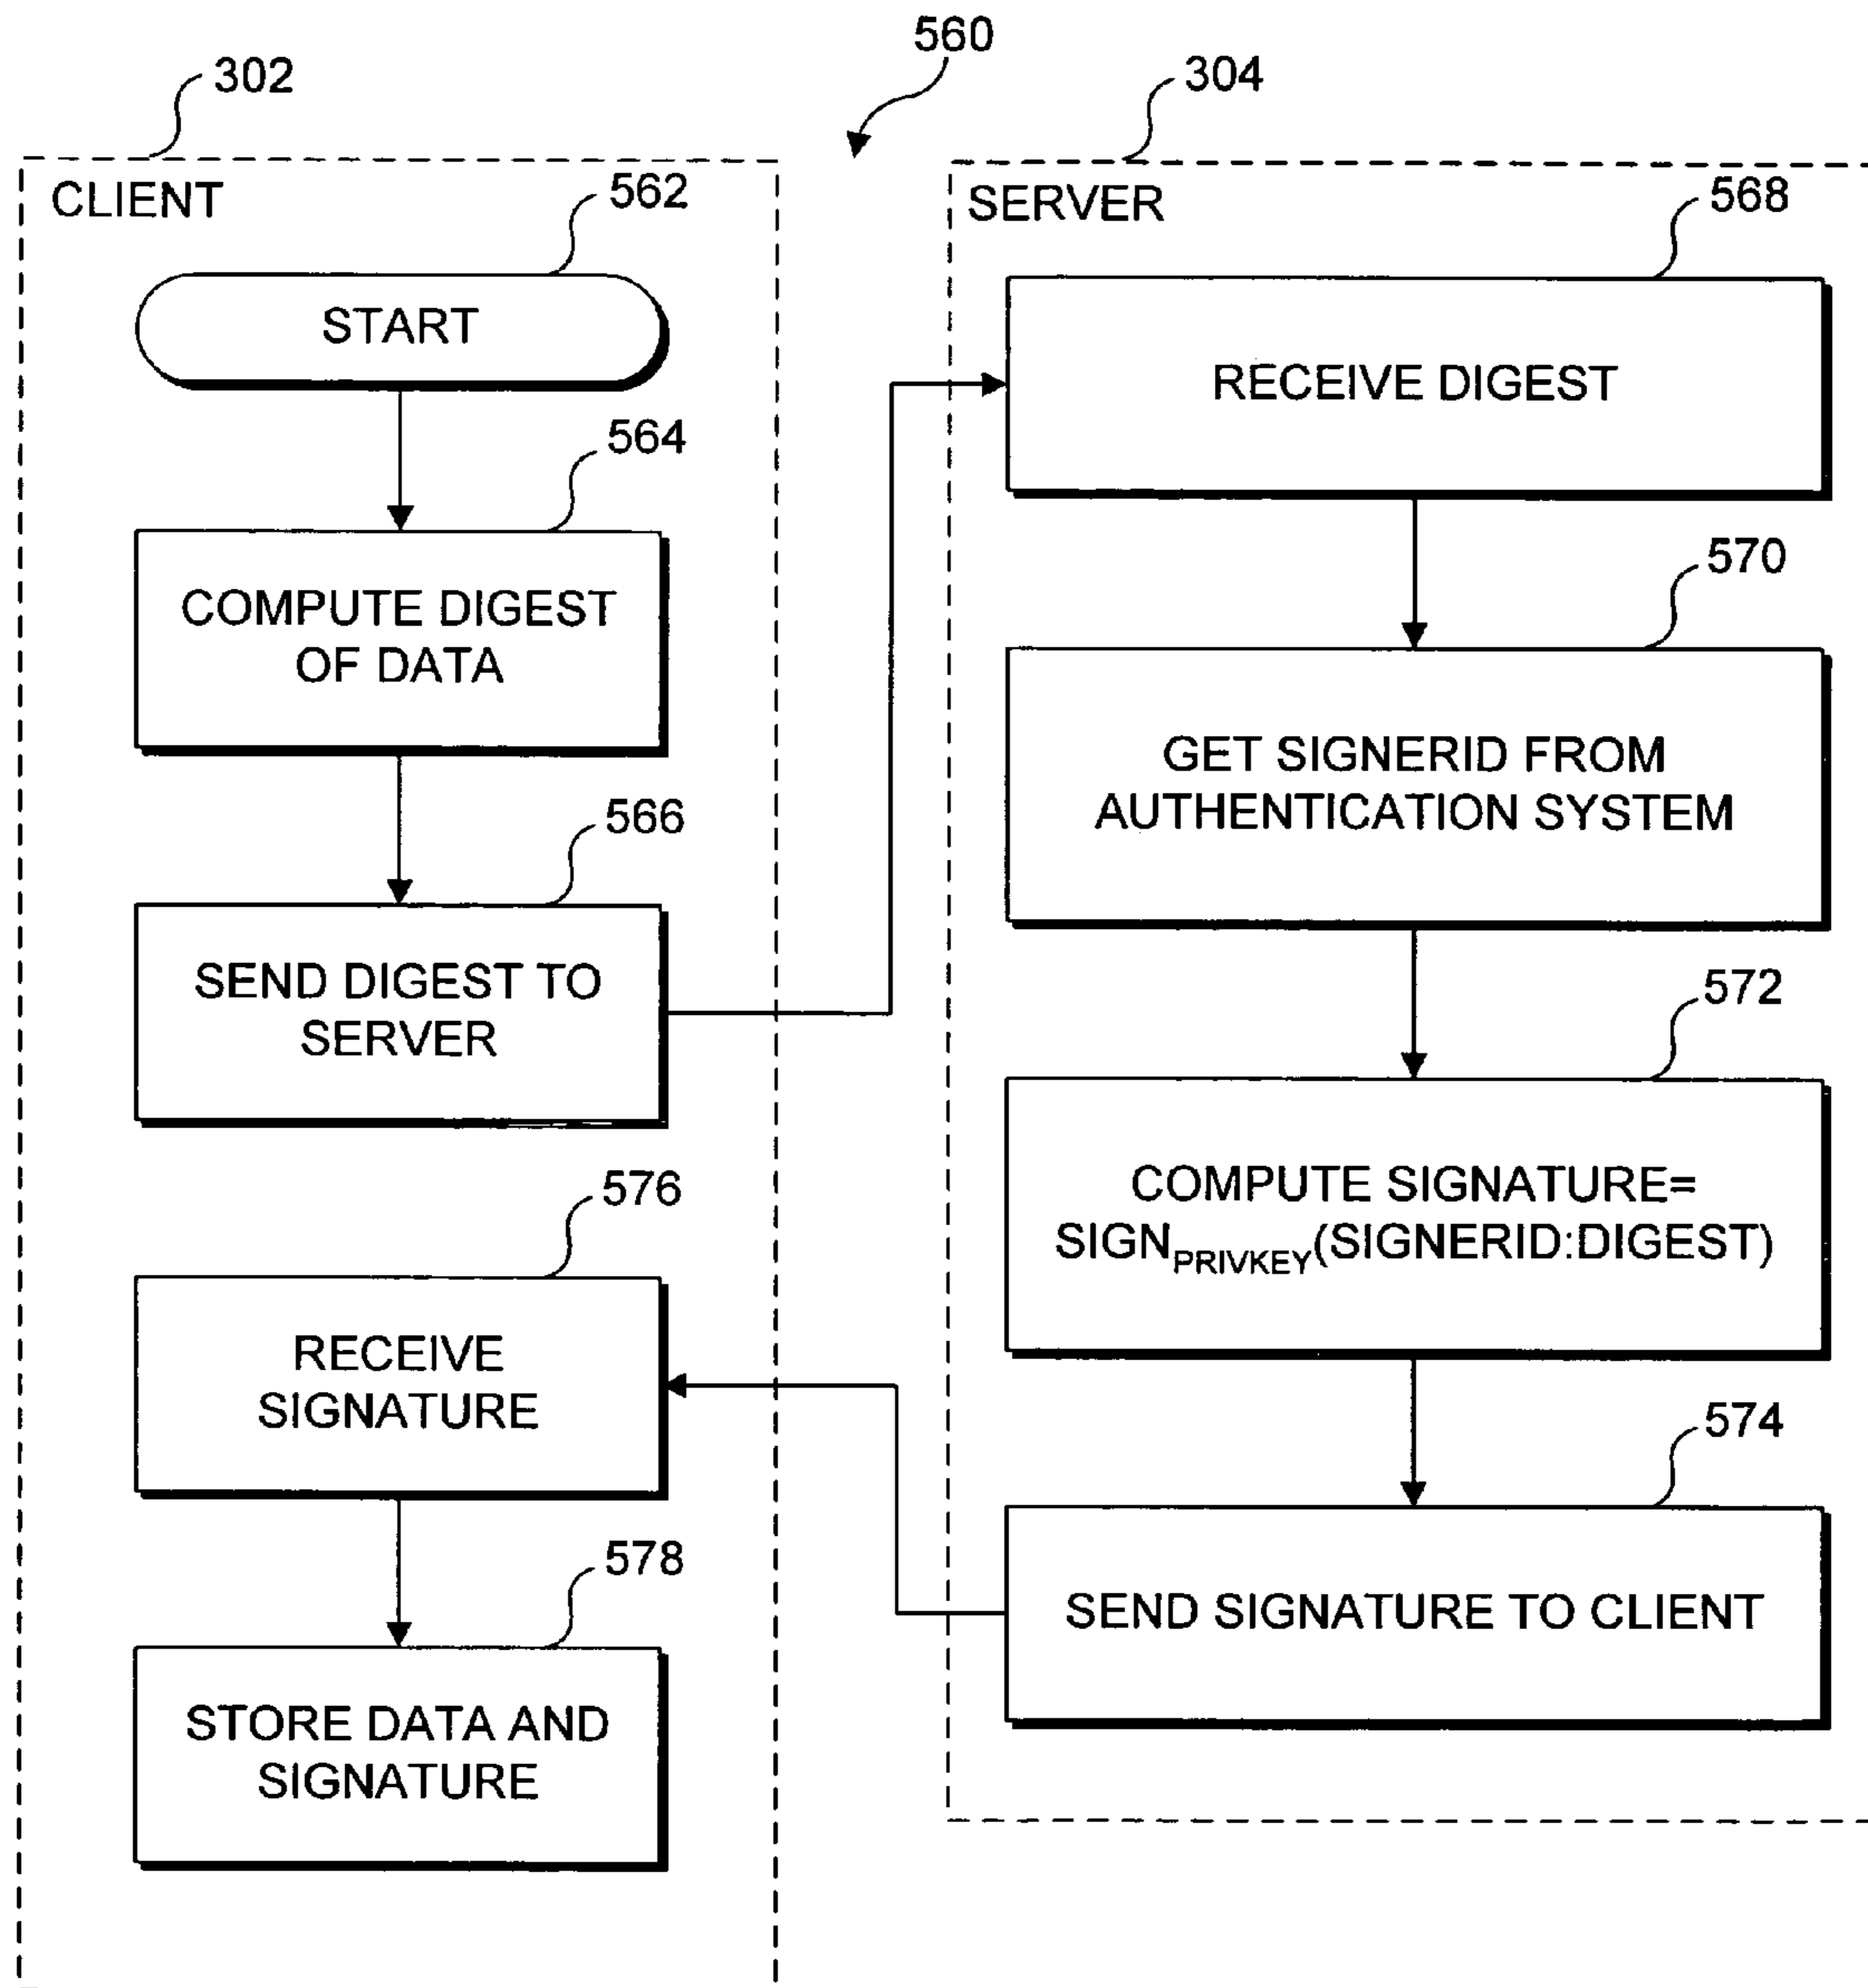 560
302
304
CLIENT
562
START
564
COMPUTE DIGEST
OF DATA
566
SEND DIGEST TO
SERVER
576
RECEIVE
SIGNATURE
578
STORE DATA AND
SIGNATURE
SERVER
568
RECEIVE DIGEST
570
GET SIGNERID FROM
AUTHENTICATION SYSTEM
572
COMPUTE SIGNATURE=
SIGNPRIVKEY(SIGNERID:DIGEST)
574
SEND SIGNATURE TO CLIENT